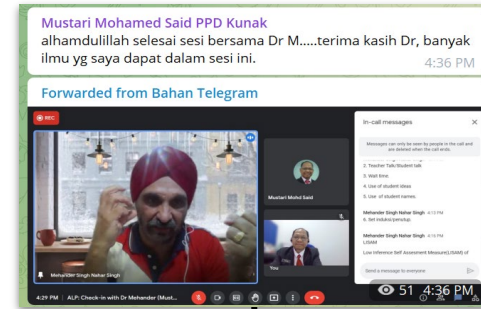 Mustari Mohamed Said PPD Kunak
alhamdulillah selesai sesi bersama Dr M.....terima kasih Dr, banyak
ilmu yg saya dapat dalam sesi ini.
4:36 PM
Forwarded from Bahan Telegram
REC
In-call messages
Messages can only be seen by people in the call and
are deleted when the call ends.
2. Teacher Talk/Student talk
3. Wait time
4. Use of student ideas
5. Use of student names.
Mehander Singh Nahar Singh 4:13 PM
6. Set induksi/penutup.
Mehander Singh Nahar Singh 4:15 PM
LISAM
Low Inference Self Assessment Measure(LISAM) of
Send a message to everyone
Mustari Mohd Said
You
Mehander Singh Nahar Singh
4:29 PM | ALP: Check-in with Dr Mehander (Must...
51 4:36 PM